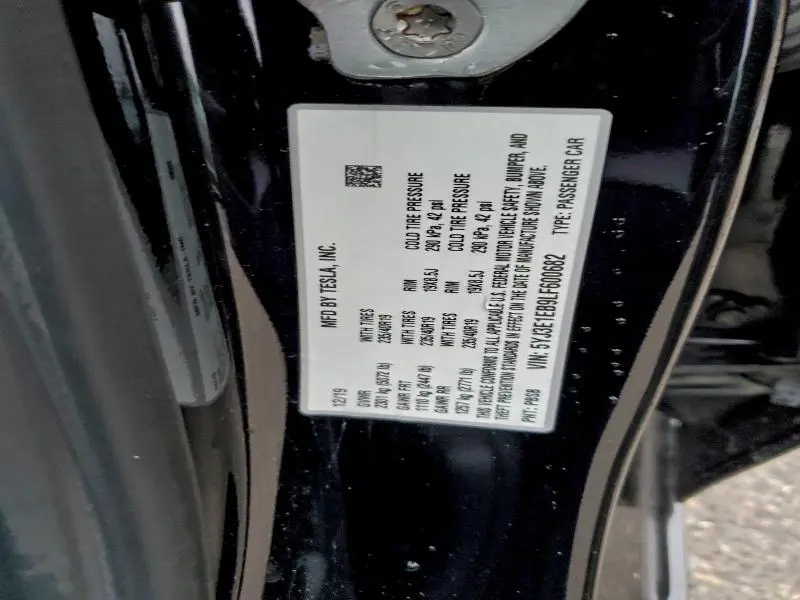 MFD BY TESLA, INC.
12/19
GVWR
2301 kg (5072 lb)
WITH TIRES
235/40R19
RIM
19X8.5J
COLD TIRE PRESSURE
290 kPa, 42 psi
GAWR FRT
1110 kg (2447 lb)
WITH TIRES
235/40R19
RIM
19X8.5J
COLD TIRE PRESSURE
290 kPa, 42 psi
GAWR RR
1257 kg (2771 lb)
WITH TIRES
235/40R19
THIS VEHICLE CONFORMS TO ALL APPLICABLE U.S. FEDERAL MOTOR VEHICLE SAFETY, BUMPER, AND
THEFT PREVENTION STANDARDS IN EFFECT ON THE DATE OF MANUFACTURE SHOWN ABOVE.
PNT: PBSB VIN: 5YJ3E1EB9LF600682 TYPE: PASSENGER CAR